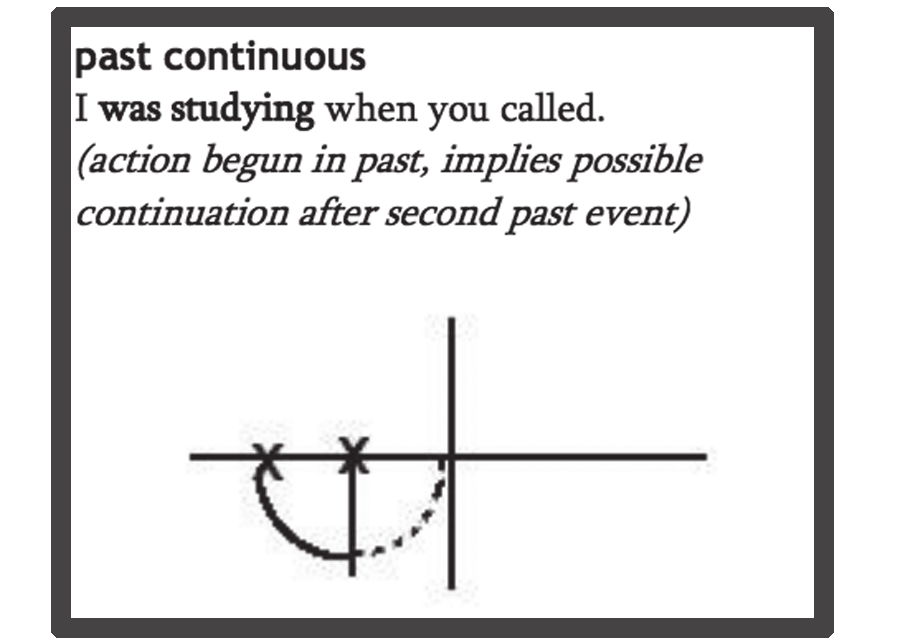 past continuous
I was studying when you called.
(action begun in past, implies possible
continuation after second past event)
X X